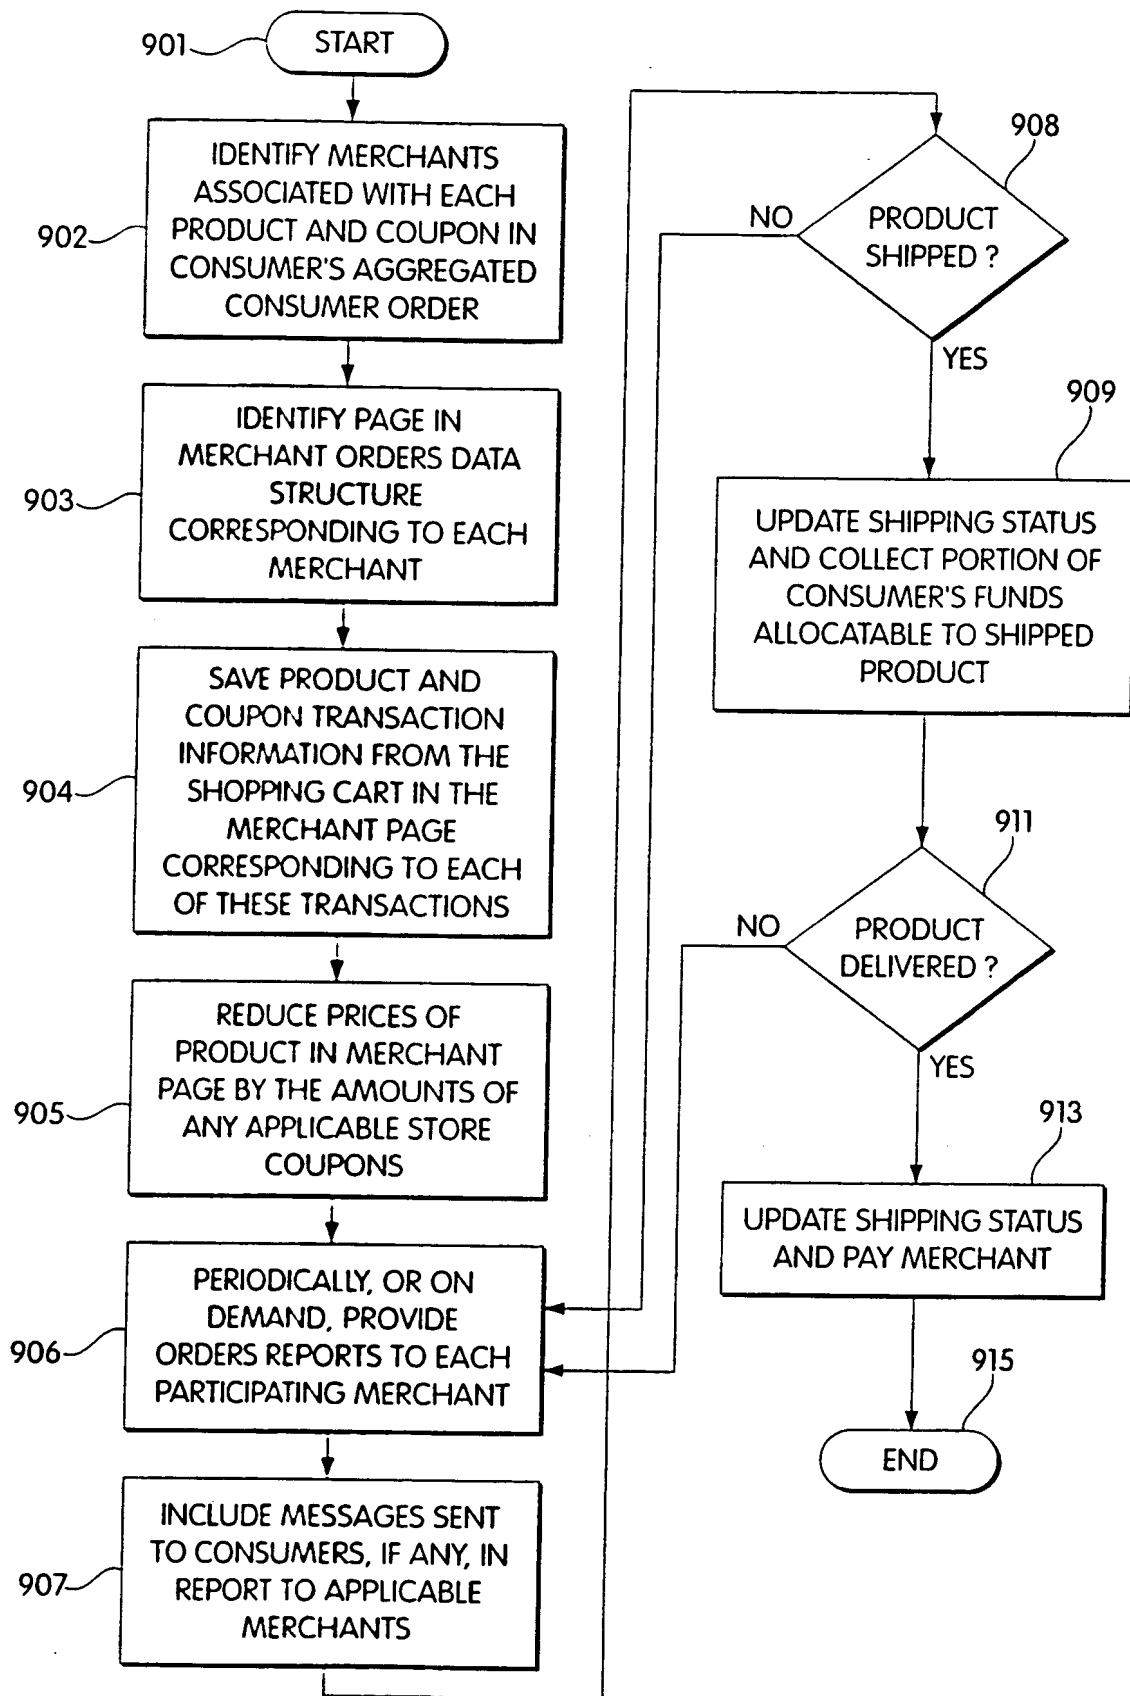 901
START
IDENTIFY MERCHANTS
ASSOCIATED WITH EACH
PRODUCT AND COUPON IN
CONSUMER'S AGGREGATED
CONSUMER ORDER
902
IDENTIFY PAGE IN
MERCHANT ORDERS DATA
STRUCTURE
CORRESPONDING TO EACH
MERCHANT
903
SAVE PRODUCT AND
COUPON TRANSACTION
INFORMATION FROM THE
SHOPPING CART IN THE
MERCHANT PAGE
CORRESPONDING TO EACH
OF THESE TRANSACTIONS
904
REDUCE PRICES OF
PRODUCT IN MERCHANT
PAGE BY THE AMOUNTS OF
ANY APPLICABLE STORE
COUPONS
905
PERIODICALLY, OR ON
DEMAND, PROVIDE
ORDERS REPORTS TO EACH
PARTICIPATING MERCHANT
906
INCLUDE MESSAGES SENT
TO CONSUMERS, IF ANY, IN
REPORT TO APPLICABLE
MERCHANTS
907
908
PRODUCT
SHIPPED ?
NO
YES
909
UPDATE SHIPPING STATUS
AND COLLECT PORTION OF
CONSUMER'S FUNDS
ALLOCATABLE TO SHIPPED
PRODUCT
911
PRODUCT
DELIVERED ?
NO
YES
913
UPDATE SHIPPING STATUS
AND PAY MERCHANT
915
END